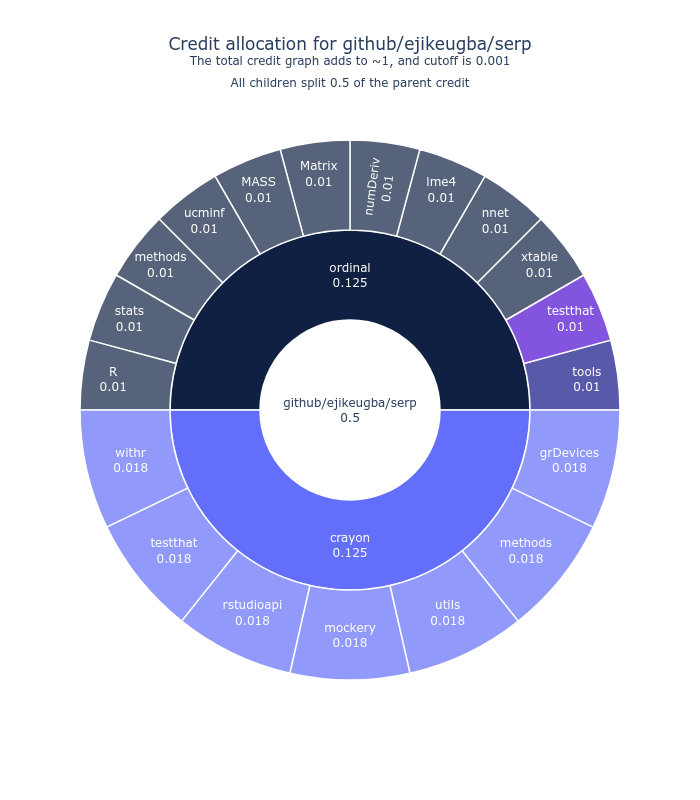 Credit allocation for github/ejikeugba/serp
The total credit graph adds to ~1, and cutoff is 0.001
All children split 0.5 of the parent credit
Matrix
0.01
numDeriv
0.01
MASS
0.01
lme4
0.01
ucminf
0.01
nnet
0.01
methods
0.01
xtable
0.01
ordinal
0.125
stats
0.01
testthat
0.01
R
0.01
tools
0.01
github/ejikeugba/serp
0.5
withr
0.018
grDevices
0.018
testthat
0.018
methods
0.018
crayon
0.125
rstudioapi
0.018
utils
0.018
mockery
0.018